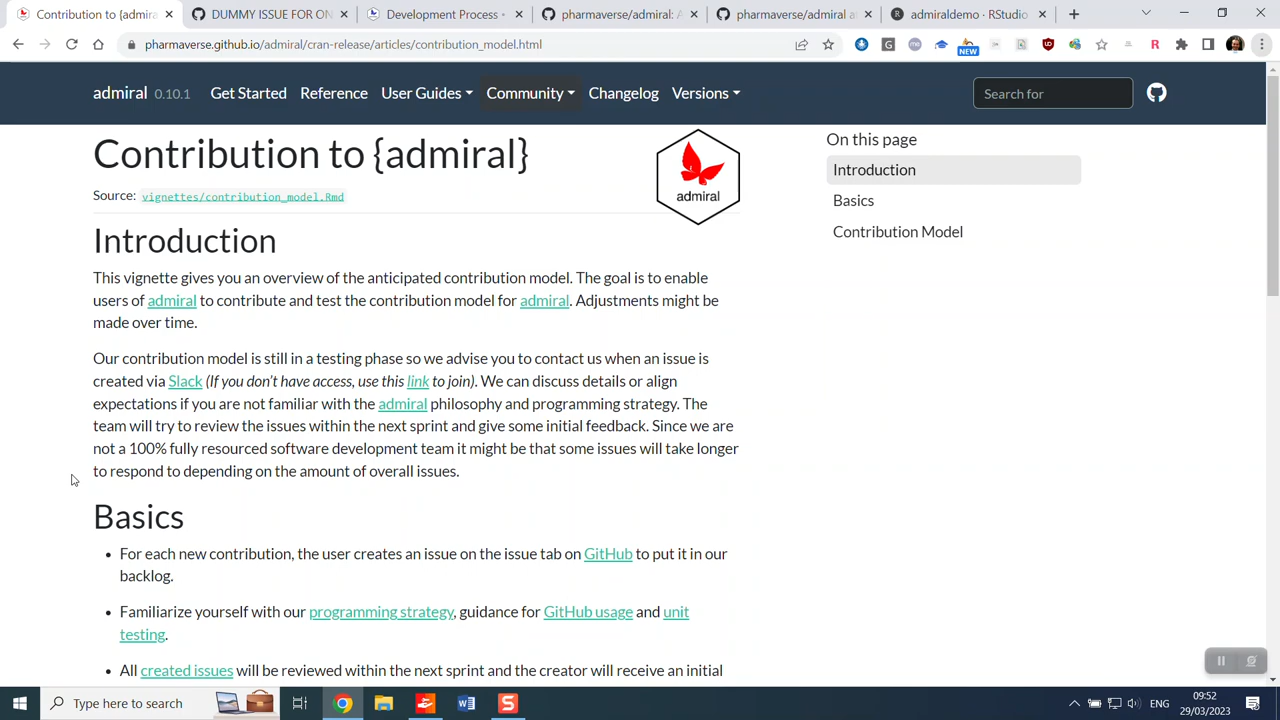 Contribution to {admira
DUMMY ISSUE FOR ON
Development Process •
pharmaverse/admiral: A
pharmaverse/admiral a
admiraldemo - RStudio
pharmaverse.github.io/admiral/cran-release/articles/contribution_model.html
NEW
admiral 0.10.1 Get Started Reference User Guides Community Changelog Versions Search for
Contribution to {admiral}
admiral
Source: vignettes/contribution_model.Rmd
Introduction
This vignette gives you an overview of the anticipated contribution model. The goal is to enable
users of admiral to contribute and test the contribution model for admiral. Adjustments might be
made over time.
Our contribution model is still in a testing phase so we advise you to contact us when an issue is
created via Slack (If you don't have access, use this link to join). We can discuss details or align
expectations if you are not familiar with the admiral philosophy and programming strategy. The
team will try to review the issues within the next sprint and give some initial feedback. Since we are
not a 100% fully resourced software development team it might be that some issues will take longer
to respond to depending on the amount of overall issues.
Basics
• For each new contribution, the user creates an issue on the issue tab on GitHub to put it in our
backlog.
• Familiarize yourself with our programming strategy, guidance for GitHub usage and unit
testing.
• All created issues will be reviewed within the next sprint and the creator will receive an initial
On this page
Introduction
Basics
Contribution Model
Type here to search
ENG
09:52
29/03/2023